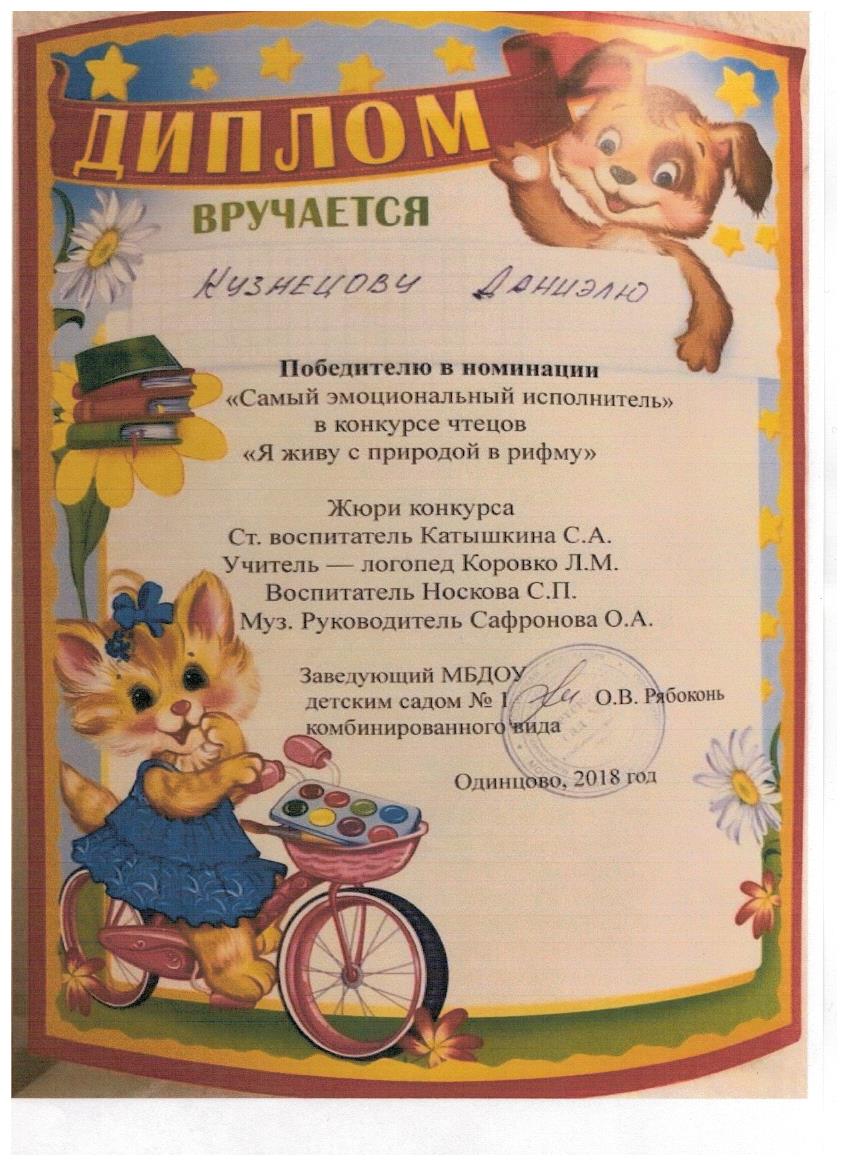 ДИПЛОМ
ВРУЧАЕТСЯ
Кузнецову Даниэлю
Победителю в номинации
«Самый эмоциональный исполнитель»
в конкурсе чтецов
«Я живу с природой в рифму»
Жюри конкурса
Ст. воспитатель Катышкина С.А.
Учитель — логопед Коровко Л.М.
Воспитатель Носкова С.П.
Муз. Руководитель Сафронова О.А.
Заведующий МБДОУ
детским садом № 1 О.В. Рябоконь
комбинированного вида
Одинцово, 2018 год